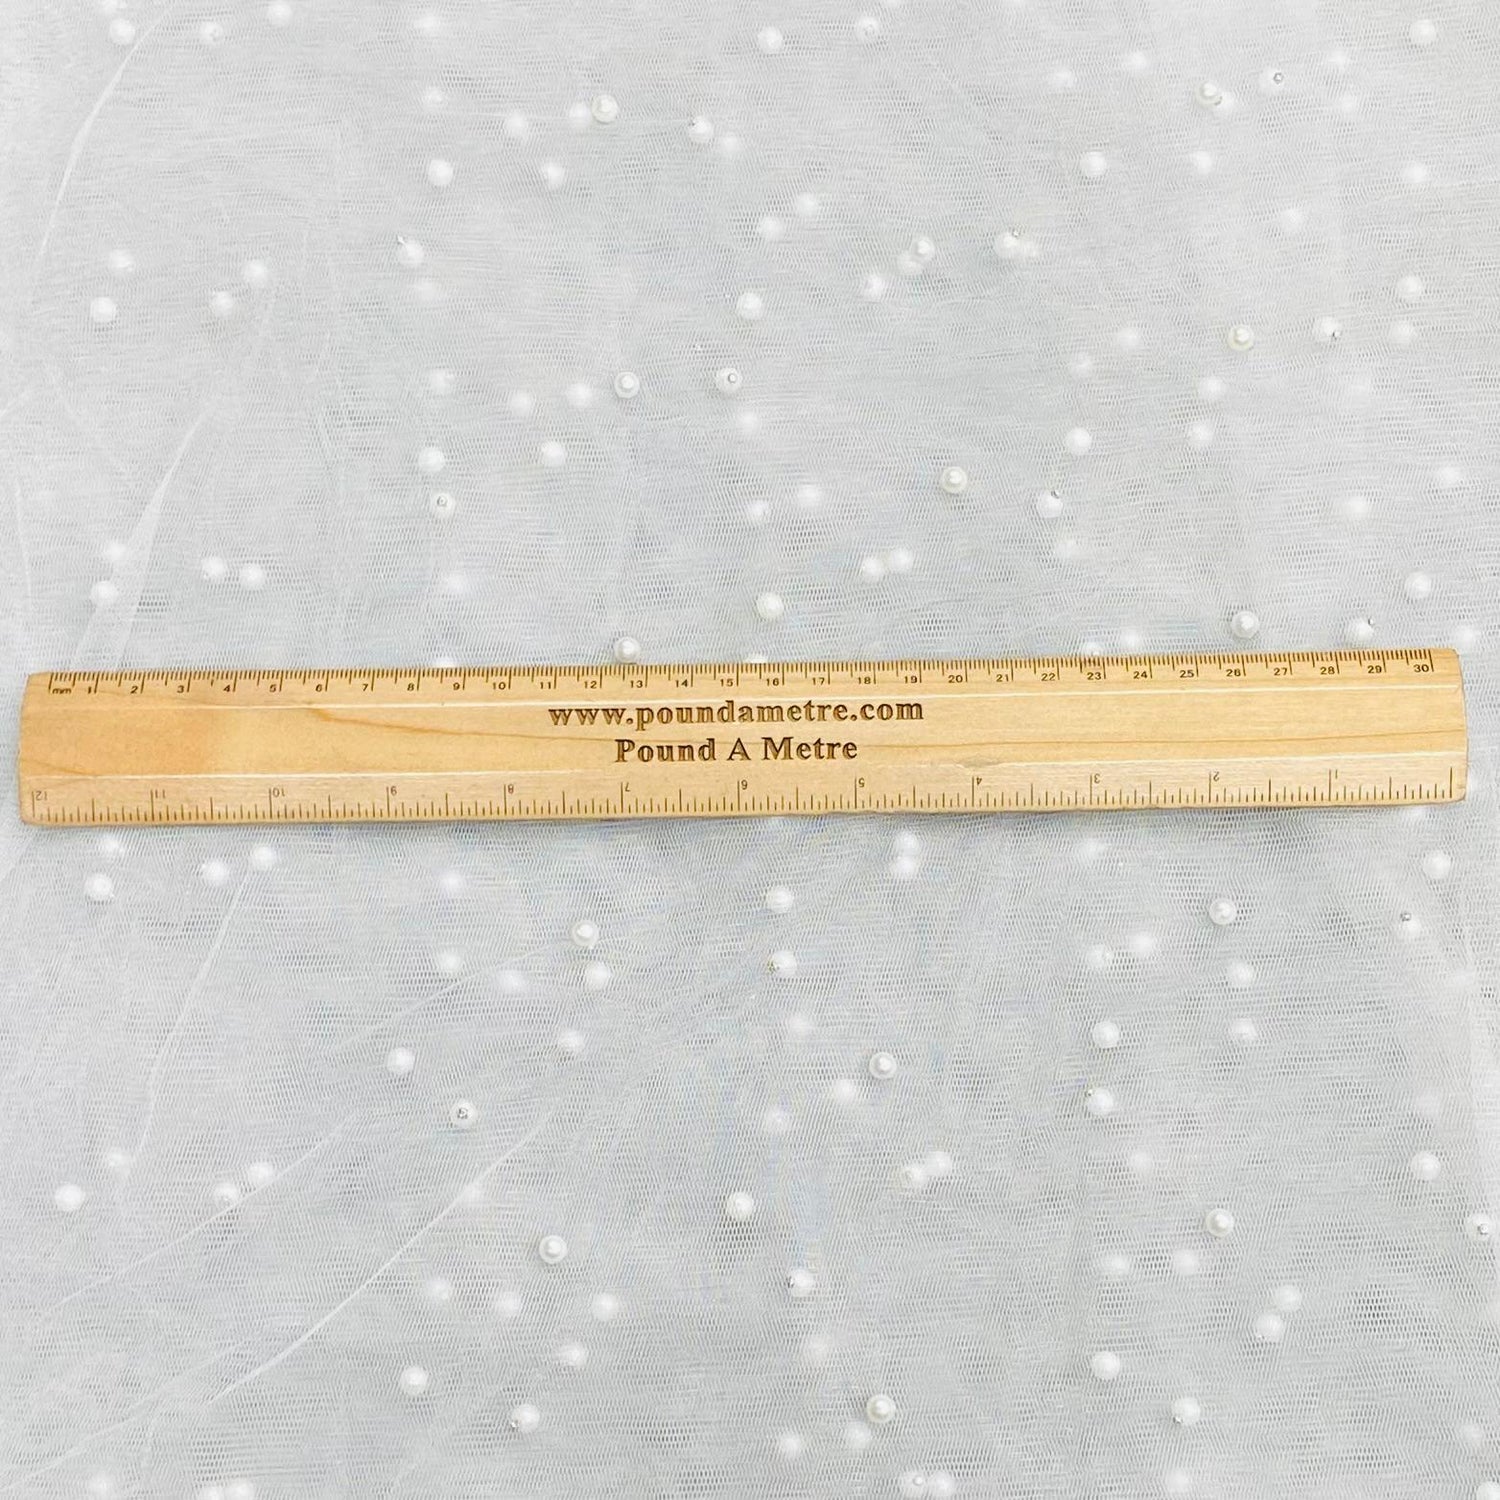 mm 1 2 3 4 5 6 7 8 9 10 11 12 13 14 15 16 17 18 19 20 21 22 23 24 25 26 27 28 29 30
www.poundametre.com
Pound A Metre
12 11 10 9 8 7 6 5 4 3 2 1